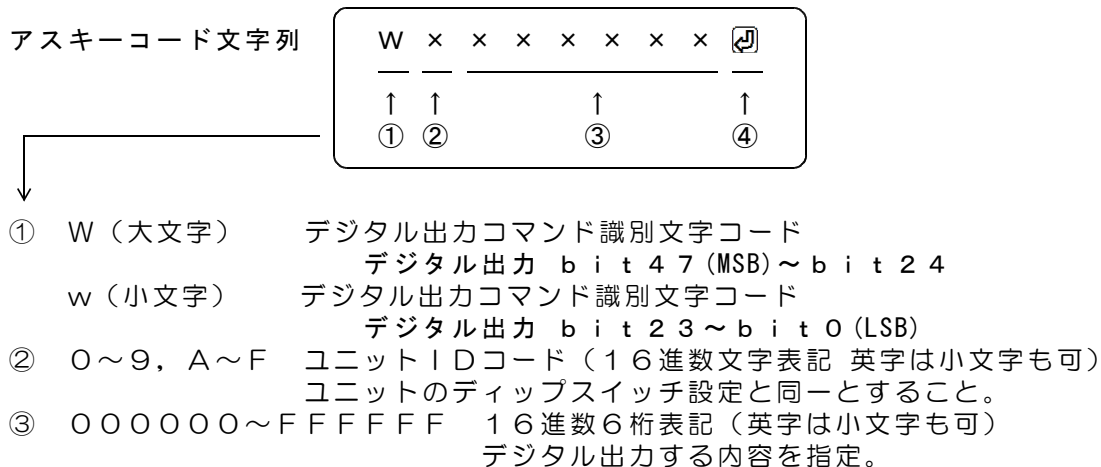 アスキーコード文字列 W × × × × × × × ⏎
↑ ↑ ↑ ↑
① ② ③ ④
① W（大文字） デジタル出力コマンド識別文字コード
デジタル出力 bit47(MSB)～bit24
w（小文字） デジタル出力コマンド識別文字コード
デジタル出力 bit23～bit0(LSB)
② 0～9，A～F ユニットIDコード（16進数文字表記 英字は小文字も可）
ユニットのディップスイッチ設定と同一とすること。
③ 000000～FFFFFF 16進数6桁表記（英字は小文字も可）
デジタル出力する内容を指定。